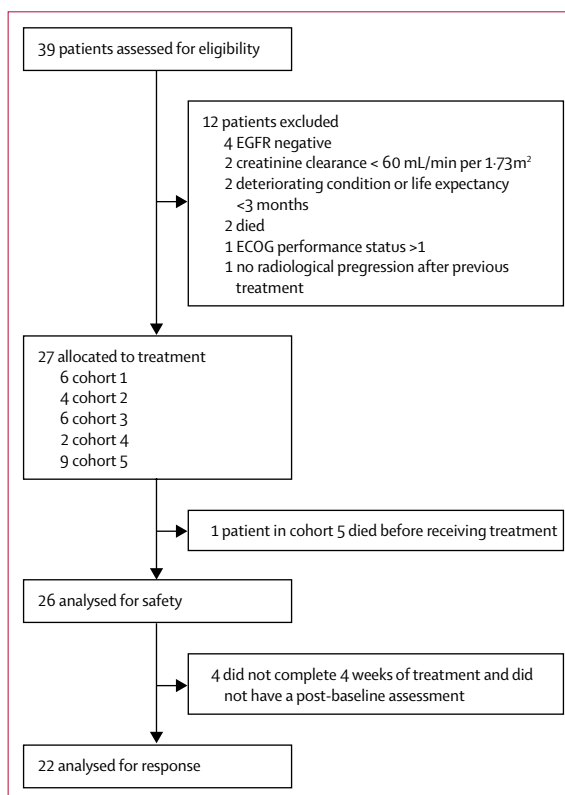 39 patients assessed for eligibility
12 patients excluded
4 EGFR negative
2 creatinine clearance < 60 mL/min per 1·73m²
2 deteriorating condition or life expectancy
<3 months
2 died
1 ECOG performance status >1
1 no radiological pregression after previous
treatment
27 allocated to treatment
6 cohort 1
4 cohort 2
6 cohort 3
2 cohort 4
9 cohort 5
1 patient in cohort 5 died before receiving treatment
26 analysed for safety
4 did not complete 4 weeks of treatment and did
not have a post-baseline assessment
22 analysed for response